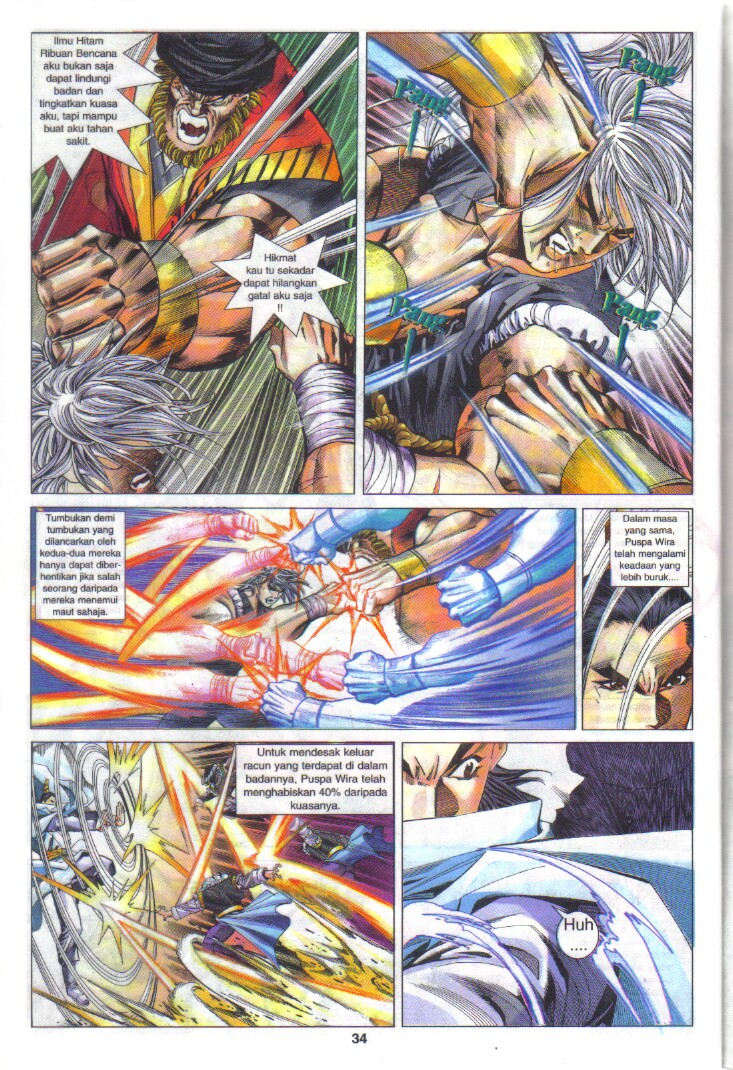 Ilmu Hitam
Ribuan Bencana
aku bukan saja
dapat lindungi
badan dan
tingkatkan kuasa
aku, tapi mampu
buat aku tahan
sakit.
Hikmat
kau tu sekadar
dapat hilangkan
gatal aku saja
!!
Pang
!
Pang
!
Pang
!
Pang
!
Tumbukan demi
tumbukan yang
dilancarkan oleh
kedua-dua mereka
hanya dapat diber-
hentikan jika salah
seorang daripada
mereka menemui
maut sahaja.
Dalam masa
yang sama,
Puspa Wira
telah mengalami
keadaan yang
lebih buruk....
Untuk mendesak keluar
racun yang terdapat di dalam
badannya, Puspa Wira telah
menghabiskan 40% daripada
kuasanya.
Huh
....
34